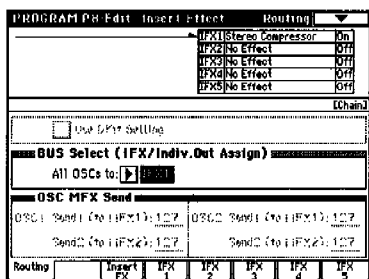 PROGRAM P8-Edit Insert Effect Routing
IFX1 Stereo Compressor On
IFX2 No Effect Off
IFX3 No Effect Off
IFX4 No Effect Off
IFX5 No Effect Off
[Chain]
Use DKit Setting
BUS Select (IFX/Indiv.Out Assign)
All OSCs to: IFX1
OSC MFX Send
OSC1 Send1 (to MFX1): 127 OSC2 Send1 (to MFX1): 127
Send2 (to MFX2): 127 Send2 (to MFX2): 127
Routing Insert FX IFX 1 IFX 2 IFX 3 IFX 4 IFX 5